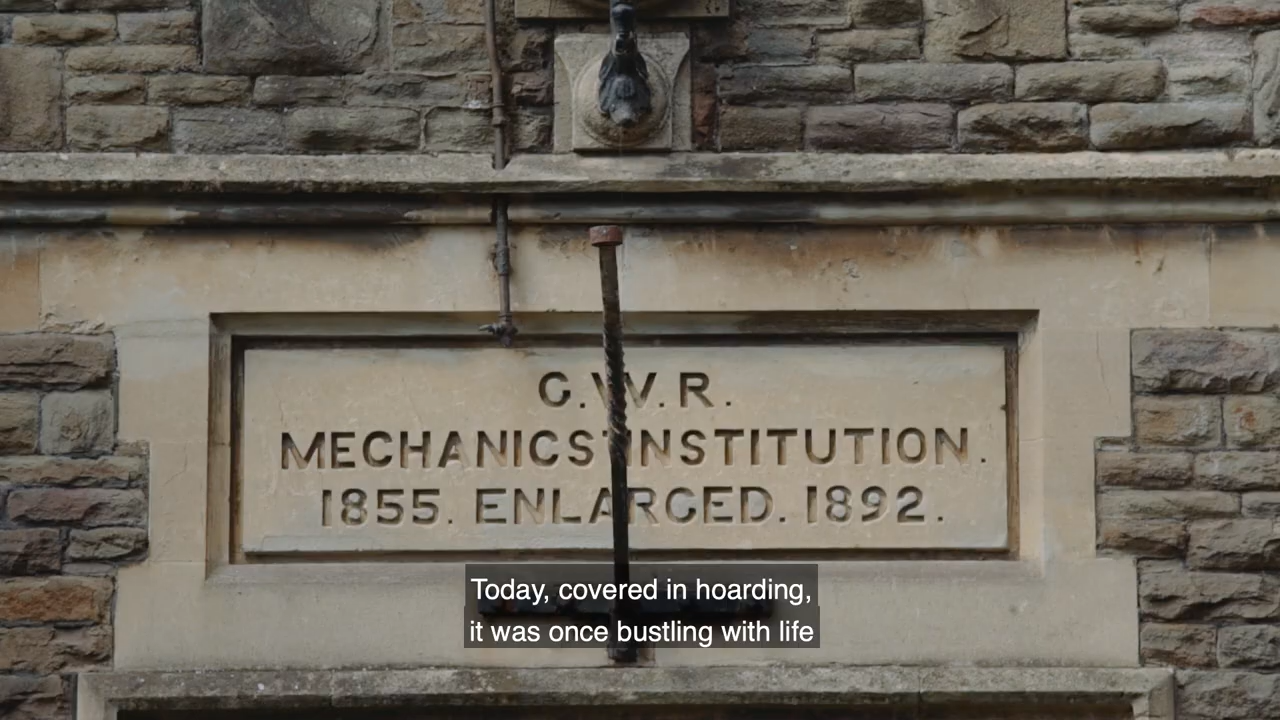 G.W.R.
MECHANICS' INSTITUTION.
1855. ENLARGED. 1892.
Today, covered in hoarding,
it was once bustling with life